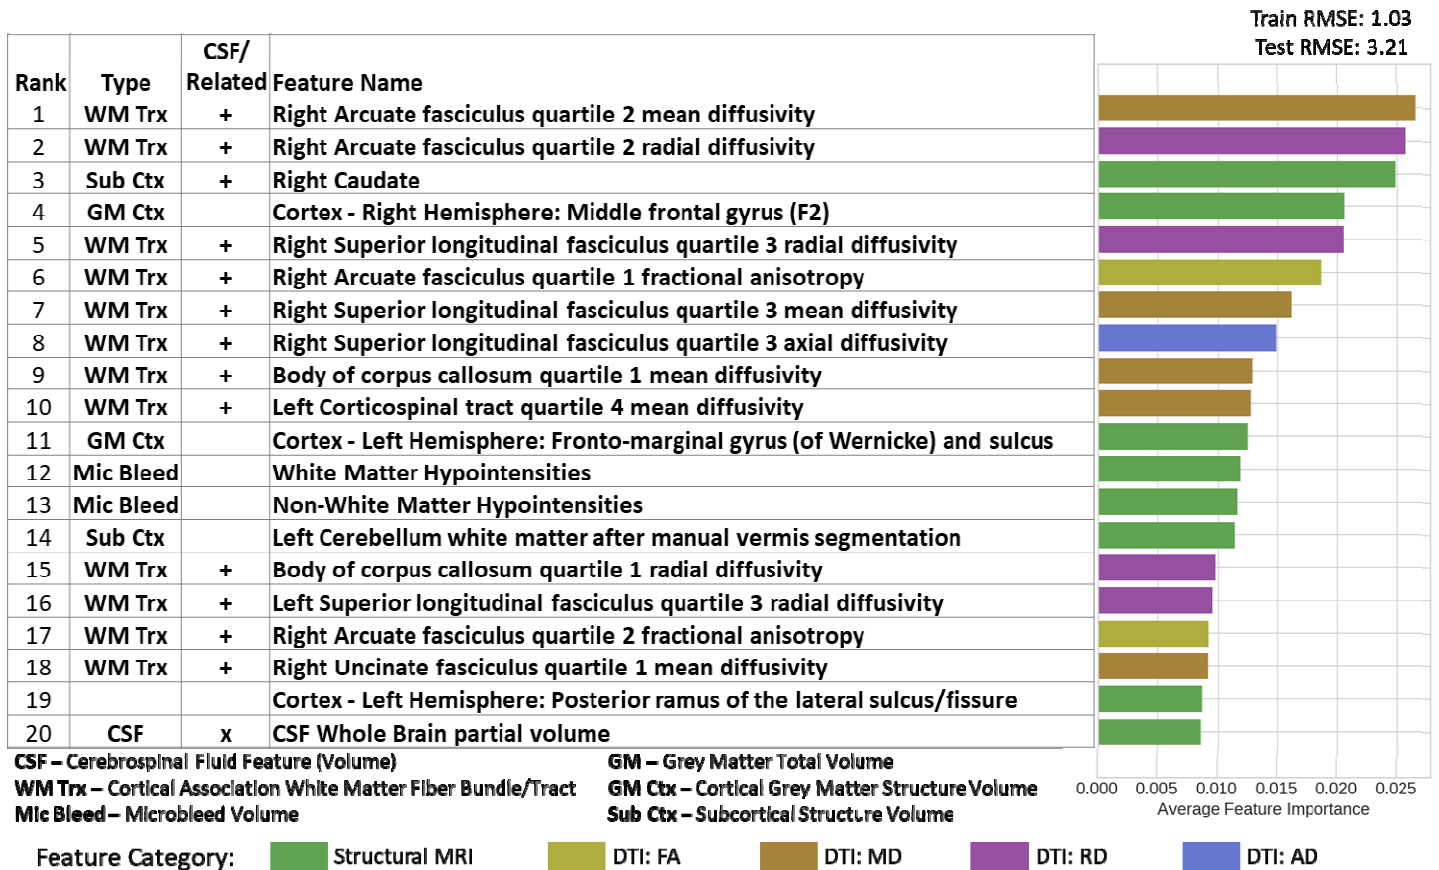 Train RMSE: 1.03
Test RMSE: 3.21
CSF/
Rank Type Related Feature Name
1 WM Trx + Right Arcuate fasciculus quartile 2 mean diffusivity
2 WM Trx + Right Arcuate fasciculus quartile 2 radial diffusivity
3 Sub Ctx + Right Caudate
4 GM Ctx Cortex - Right Hemisphere: Middle frontal gyrus (F2)
5 WM Trx + Right Superior longitudinal fasciculus quartile 3 radial diffusivity
6 WM Trx + Right Arcuate fasciculus quartile 1 fractional anisotropy
7 WM Trx + Right Superior longitudinal fasciculus quartile 3 mean diffusivity
8 WM Trx + Right Superior longitudinal fasciculus quartile 3 axial diffusivity
9 WM Trx + Body of corpus callosum quartile 1 mean diffusivity
10 WM Trx + Left Corticospinal tract quartile 4 mean diffusivity
11 GM Ctx Cortex - Left Hemisphere: Fronto-marginal gyrus (of Wernicke) and sulcus
12 Mic Bleed White Matter Hypointensities
13 Mic Bleed Non-White Matter Hypointensities
14 Sub Ctx Left Cerebellum white matter after manual vermis segmentation
15 WM Trx + Body of corpus callosum quartile 1 radial diffusivity
16 WM Trx + Left Superior longitudinal fasciculus quartile 3 radial diffusivity
17 WM Trx + Right Arcuate fasciculus quartile 2 fractional anisotropy
18 WM Trx + Right Uncinate fasciculus quartile 1 mean diffusivity
19 Cortex - Left Hemisphere: Posterior ramus of the lateral sulcus/fissure
20 CSF x CSF Whole Brain partial volume
CSF – Cerebrospinal Fluid Feature (Volume) GM – Grey Matter Total Volume
WM Trx – Cortical Association White Matter Fiber Bundle/Tract GM Ctx – Cortical Grey Matter Structure Volume
Mic Bleed – Microbleed Volume Sub Ctx – Subcortical Structure Volume
0.000 0.005 0.010 0.015 0.020 0.025
Average Feature Importance
Feature Category: Structural MRI DTI: FA DTI: MD DTI: RD DTI: AD